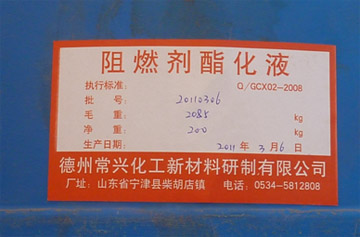 阻燃剂酯化液
执行标准： Q/GCX02-2008
批 号： 20110306
毛 重： kg
净 重： 200 kg
生产日期： 2011 年 3 月 6 日
德州常兴化工新材料研制有限公司
厂址：山东省宁津县柴胡店镇 电话：0534-5812808